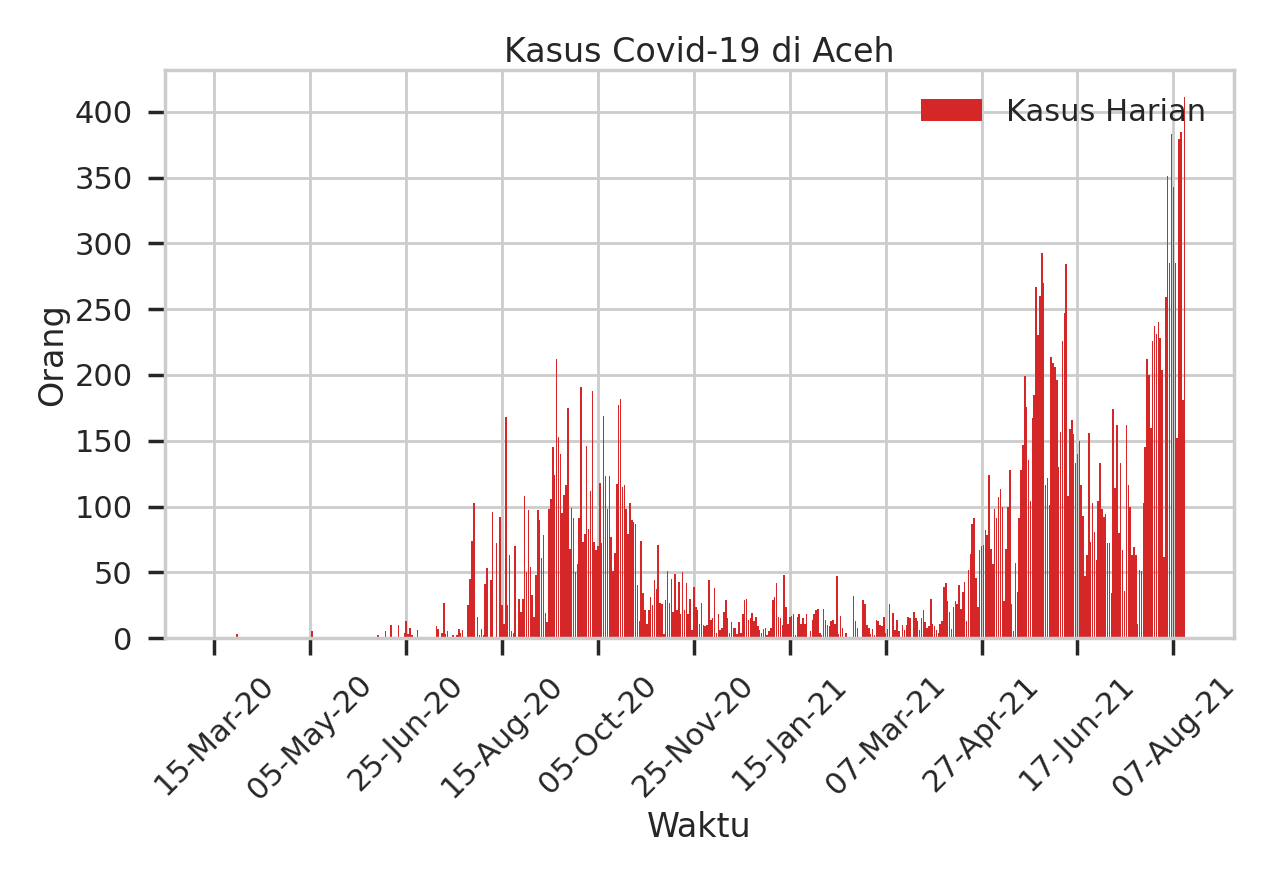 Kasus Covid-19 di Aceh
Kasus Harian
400
350
300
250
200
150
100
50
0
Orang
15-Mar-20
05-May-20
25-Jun-20
15-Aug-20
05-Oct-20
25-Nov-20
15-Jan-21
07-Mar-21
27-Apr-21
17-Jun-21
07-Aug-21
Waktu